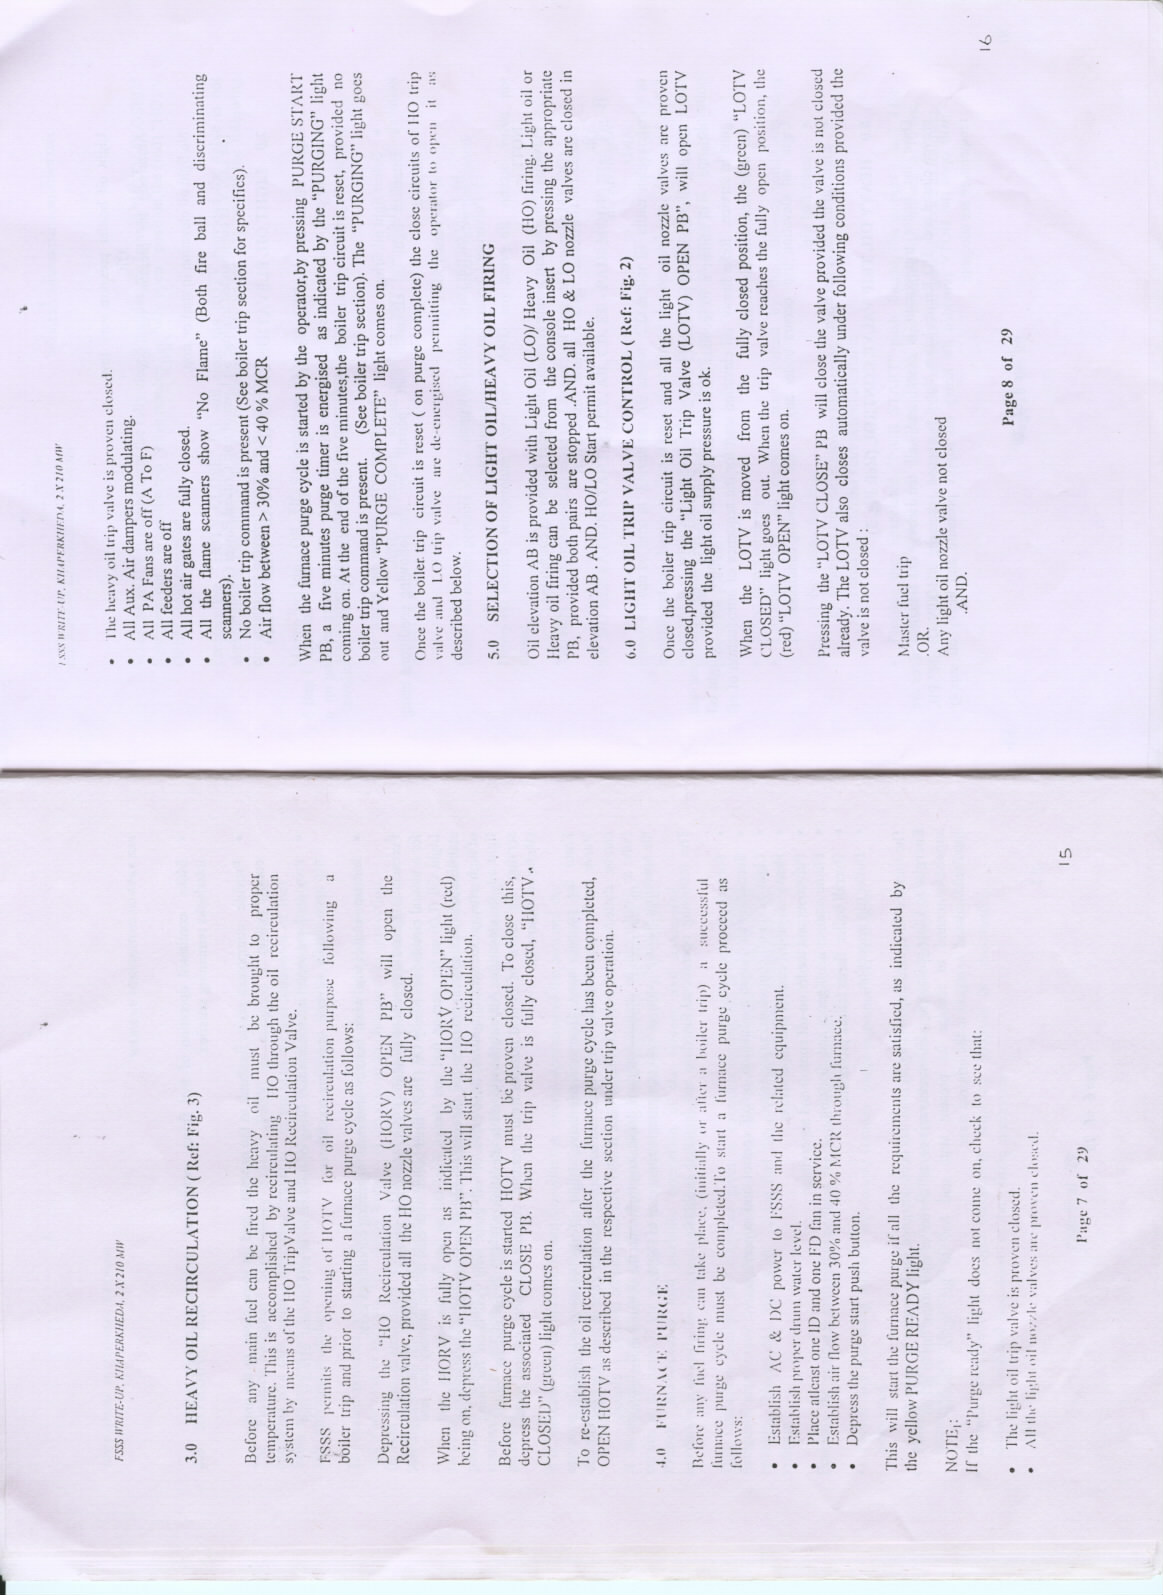 FSSS WRITE-UP, KHAPERKHEDA, 2 X 210 MW
3.0 HEAVY OIL RECIRCULATION ( Ref: Fig. 3)
Before any main fuel can be fired the heavy oil must be brought to proper
temperature. This is accomplished by recirculating HO through the oil recirculation
system by means of the HO Trip Valve and HO Recirculation Valve.
FSSS permits the opening of HOTV for oil recirculation purpose following a
boiler trip and prior to starting a furnace purge cycle as follows:
Depressing the "HO Recirculation Valve (HORV) OPEN PB" will open the
Recirculation valve, provided all the HO nozzle valves are fully closed.
When the HORV is fully open as indicated by the "HORV OPEN" light (red)
being on, depress the "HOTV OPEN PB". This will start the HO recirculation.
Before furnace purge cycle is started HOTV must be proven closed. To close this,
depress the associated CLOSE PB. When the trip valve is fully closed, "HOTV
CLOSED" (green) light comes on.
To re-establish the oil recirculation after the furnace purge cycle has been completed,
OPEN HOTV as described in the respective section under trip valve operation.
4.0 FURNACE PURGE
Before any fuel firing can take place, (initially or after a boiler trip) a successful
furnace purge cycle must be completed.To start a furnace purge cycle proceed as
follows:
• Establish AC & DC power to FSSS and the related equipment.
• Establish proper drum water level.
• Place atleast one ID and one FD fan in service.
• Establish air flow between 30% and 40 % MCR through furnace.
• Depress the purge start push button.
This will start the furnace purge if all the requirements are satisfied, as indicated by
the yellow PURGE READY light.
NOTE;
If the "Purge ready" light does not come on, check to see that:
• The light oil trip valve is proven closed.
• All the light oil nozzle valves are proven closed.
Page 7 of 29
15
FSSS WRITE-UP, KHAPERKHEDA, 2 X 210 MW
• The heavy oil trip valve is proven closed.
• All Aux. Air dampers modulating.
• All PA Fans are off (A To F)
• All feeders are off
• All hot air gates are fully closed.
• All the flame scanners show "No Flame" (Both fire ball and discriminating
scanners).
• No boiler trip command is present (See boiler trip section for specifics).
• Air flow between > 30% and < 40 % MCR
When the furnace purge cycle is started by the operator,by pressing PURGE START
PB, a five minutes purge timer is energised as indicated by the "PURGING" light
coming on. At the end of the five minutes,the boiler trip circuit is reset, provided no
boiler trip command is present. (See boiler trip section), The "PURGING" light goes
out and Yellow "PURGE COMPLETE" light comes on.
Once the boiler trip circuit is reset ( on purge complete) the close circuits of HO trip
valve and LO trip valve are de-energised permitting the operator to open it as
described below.
5.0 SELECTION OF LIGHT OIL/HEAVY OIL FIRING
Oil elevation AB is provided with Light Oil (LO)/ Heavy Oil (HO) firing. Light oil or
Heavy oil firing can be selected from the console insert by pressing the appropriate
PB, provided both pairs are stopped .AND. all HO & LO nozzle valves are closed in
elevation AB . AND. HO/LO Start permit available.
6.0 LIGHT OIL TRIP VALVE CONTROL ( Ref: Fig. 2)
Once the boiler trip circuit is reset and all the light oil nozzle valves are proven
closed,pressing the "Light Oil Trip Valve (LOTV) OPEN PB", will open LOTV
provided the light oil supply pressure is ok.
When the LOTV is moved from the fully closed position, the (green) "LOTV
CLOSED" light goes out. When the trip valve reaches the fully open position, the
(red) "LOTV OPEN" light comes on.
Pressing the "LOTV CLOSE" PB will close the valve provided the valve is not closed
already. The LOTV also closes automatically under following conditions provided the
valve is not closed ;
Master fuel trip
.OR.
Any light oil nozzle valve not closed
.AND.
Page 8 of 29
16